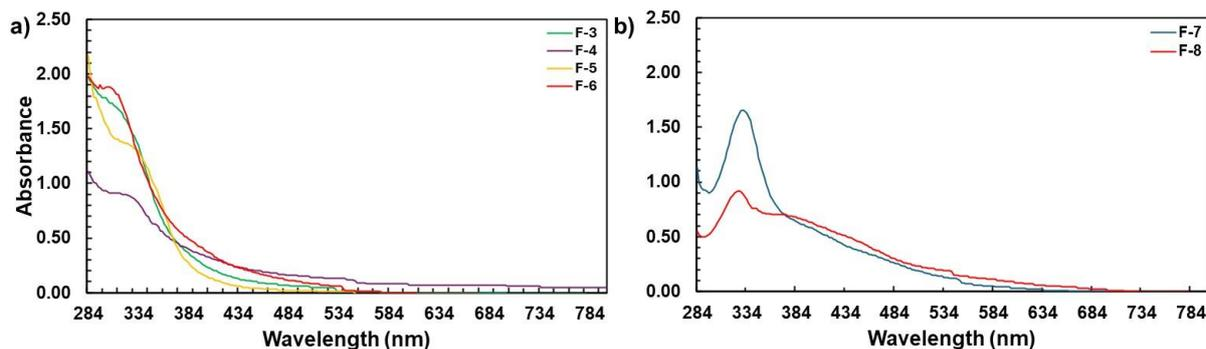 a)
Absorbance
2.50
2.00
1.50
1.00
0.50
0.00
284 334 384 434 484 534 584 634 684 734 784
Wavelength (nm)
F-3
F-4
F-5
F-6
b)
2.50
2.00
1.50
1.00
0.50
0.00
284 334 384 434 484 534 584 634 684 734 784
Wavelength (nm)
F-7
F-8